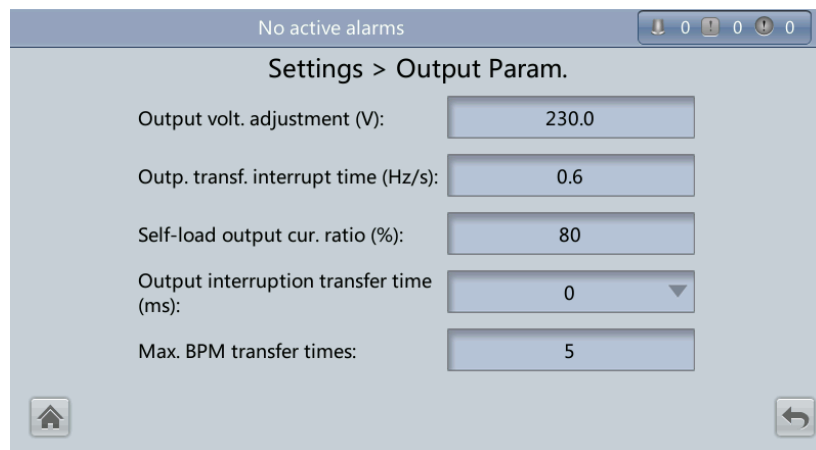 No active alarms 0 0 0
Settings > Output Param.
Output volt. adjustment (V): 230.0
Outp. transf. interrupt time (Hz/s): 0.6
Self-load output cur. ratio (%): 80
Output interruption transfer time
(ms): 0
Max. BPM transfer times: 5